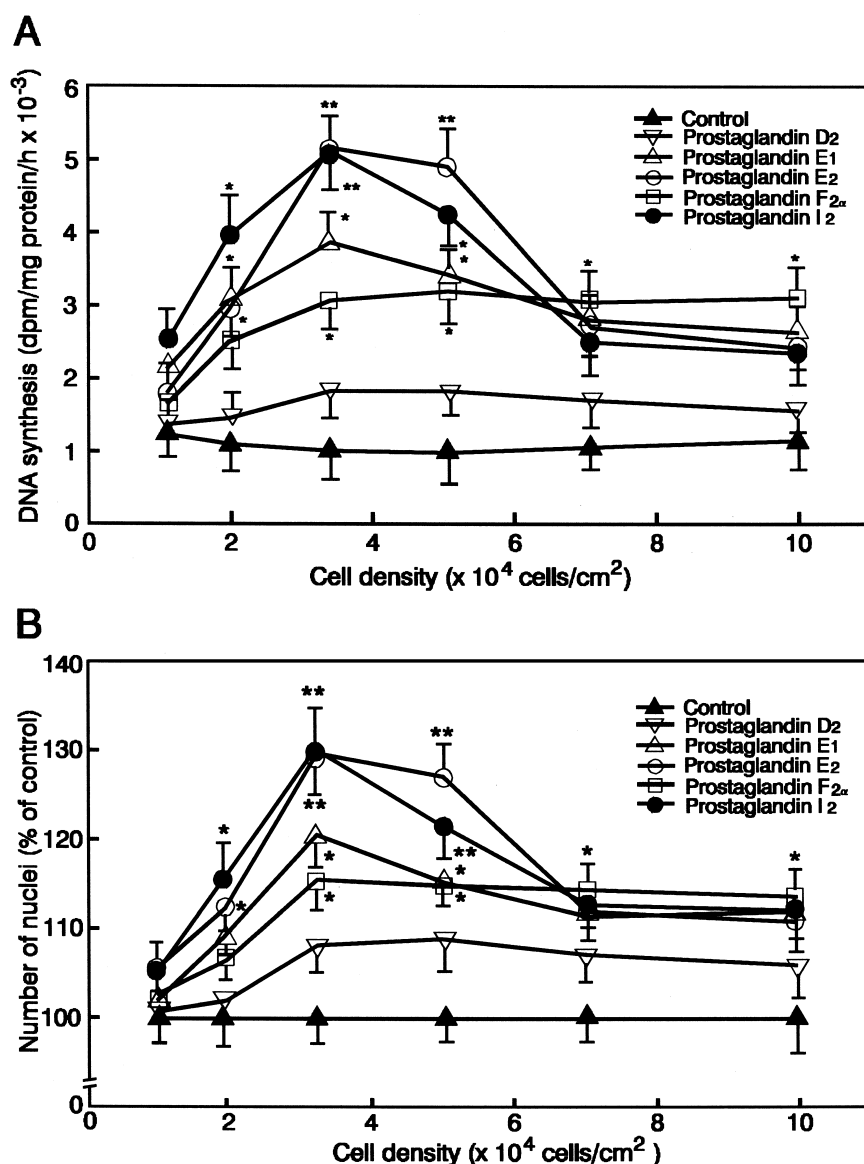 A
DNA synthesis (dpm/mg protein/h x 10-3)
6
5
4
3
2
1
0
** ** * ** * * * * * * * * * *
Control
Prostaglandin D2
Prostaglandin E1
Prostaglandin E2
Prostaglandin F2α
Prostaglandin I2
0 2 4 6 8 10
Cell density (x 104 cells/cm2)
B
Number of nuclei (% of control)
140
130
120
110
100
0
** ** * ** ** * * * * * * *
Control
Prostaglandin D2
Prostaglandin E1
Prostaglandin E2
Prostaglandin F2α
Prostaglandin I2
0 2 4 6 8 10
Cell density (x 104 cells/cm2 )